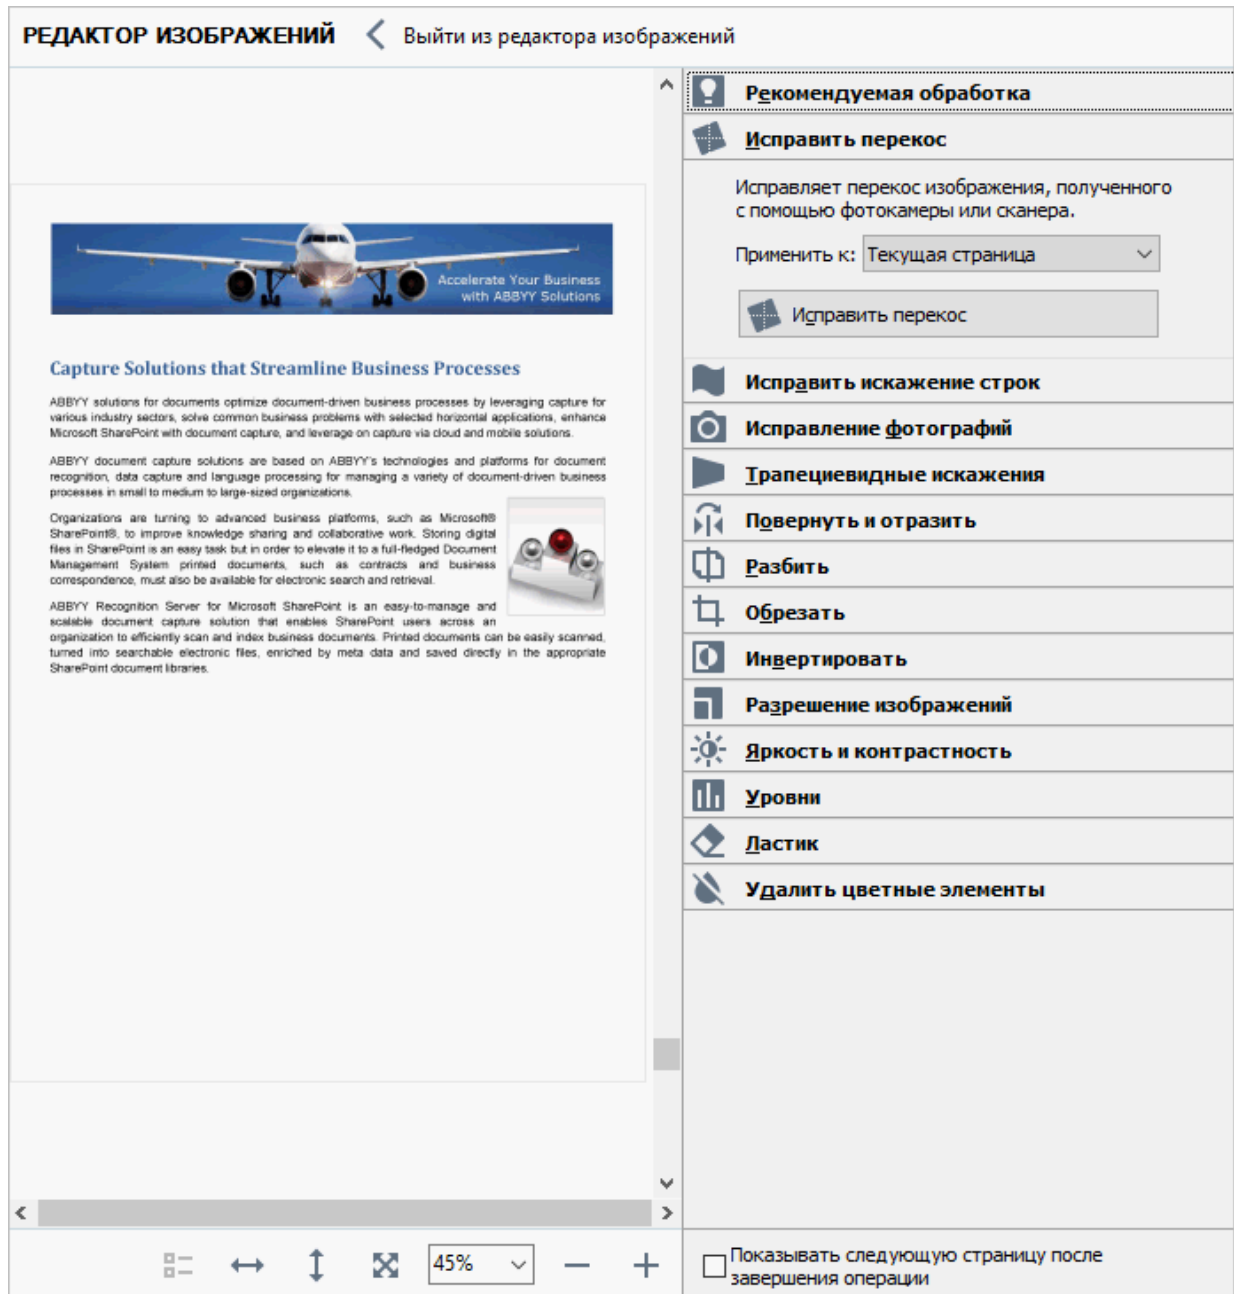 РЕДАКТОР ИЗОБРАЖЕНИЙ Выйти из редактора изображений
Accelerate Your Business
with ABBYY Solutions
Capture Solutions that Streamline Business Processes
ABBYY solutions for documents optimize document-driven business processes by leveraging capture for
various industry sectors, solve common business problems with selected horizontal applications, enhance
Microsoft SharePoint with document capture, and leverage on capture via cloud and mobile solutions.
ABBYY document capture solutions are based on ABBYY's technologies and platforms for document
recognition, data capture and language processing for managing a variety of document-driven business
processes in small to medium to large-sized organizations.
Organizations are turning to advanced business platforms, such as Microsoft®
SharePoint®, to improve knowledge sharing and collaborative work. Storing digital
files in SharePoint is an easy task but in order to elevate it to a full-fledged Document
Management System printed documents, such as contracts and business
correspondence, must also be available for electronic search and retrieval.
ABBYY Recognition Server for Microsoft SharePoint is an easy-to-manage and
scalable document capture solution that enables SharePoint users across an
organization to efficiently scan and index business documents. Printed documents can be easily scanned,
turned into searchable electronic files, enriched by meta data and saved directly in the appropriate
SharePoint document libraries.
45%
Рекомендуемая обработка
Исправить перекос
Исправляет перекос изображения, полученного
с помощью фотокамеры или сканера.
Применить к: Текущая страница
Исправить перекос
Исправить искажение строк
Исправление фотографий
Трапециевидные искажения
Повернуть и отразить
Разбить
Обрезать
Инвертировать
Разрешение изображений
Яркость и контрастность
Уровни
Ластик
Удалить цветные элементы
Показывать следующую страницу после
завершения операции